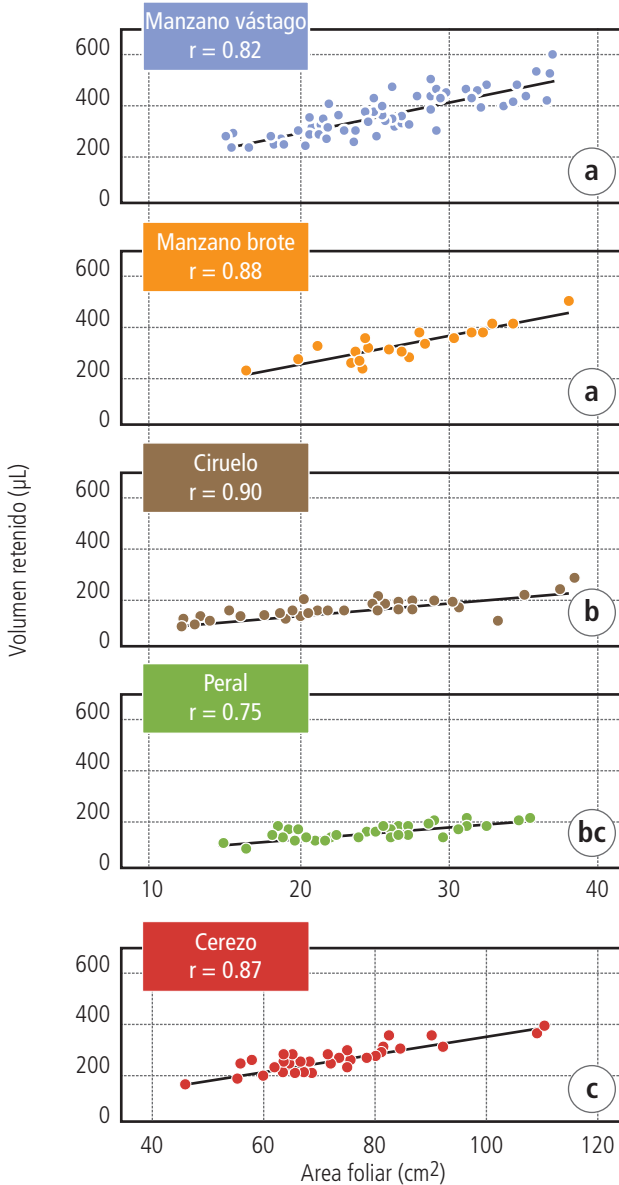 Manzano vástago
r = 0.82
600
400
200
0
a
Manzano brote
r = 0.88
600
400
200
0
a
Ciruelo
r = 0.90
600
400
200
0
b
Peral
r = 0.75
600
400
200
0
bc
10 20 30 40
Cerezo
r = 0.87
600
400
200
0
c
40 60 80 100 120
Area foliar (cm2)
Volumen retenido (µL)